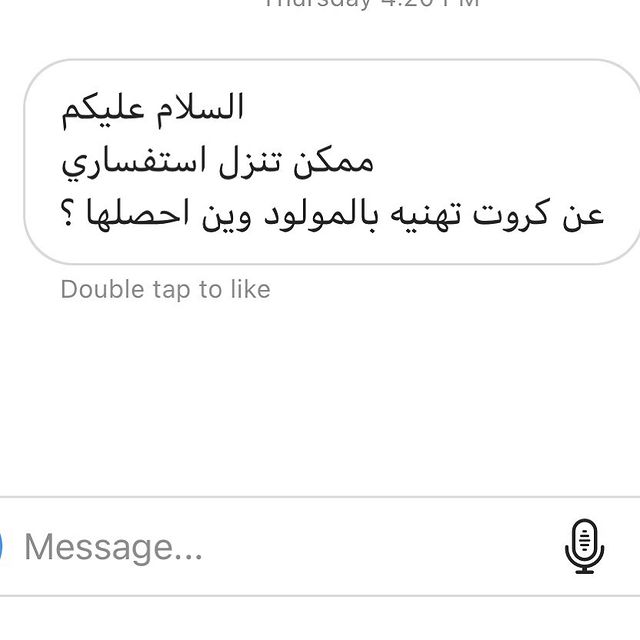 Thursday 4:20 PM
السلام عليكم
ممكن تنزل استفساري
عن كروت تهنيه بالمولود وين احصلها ؟
Double tap to like
Message...